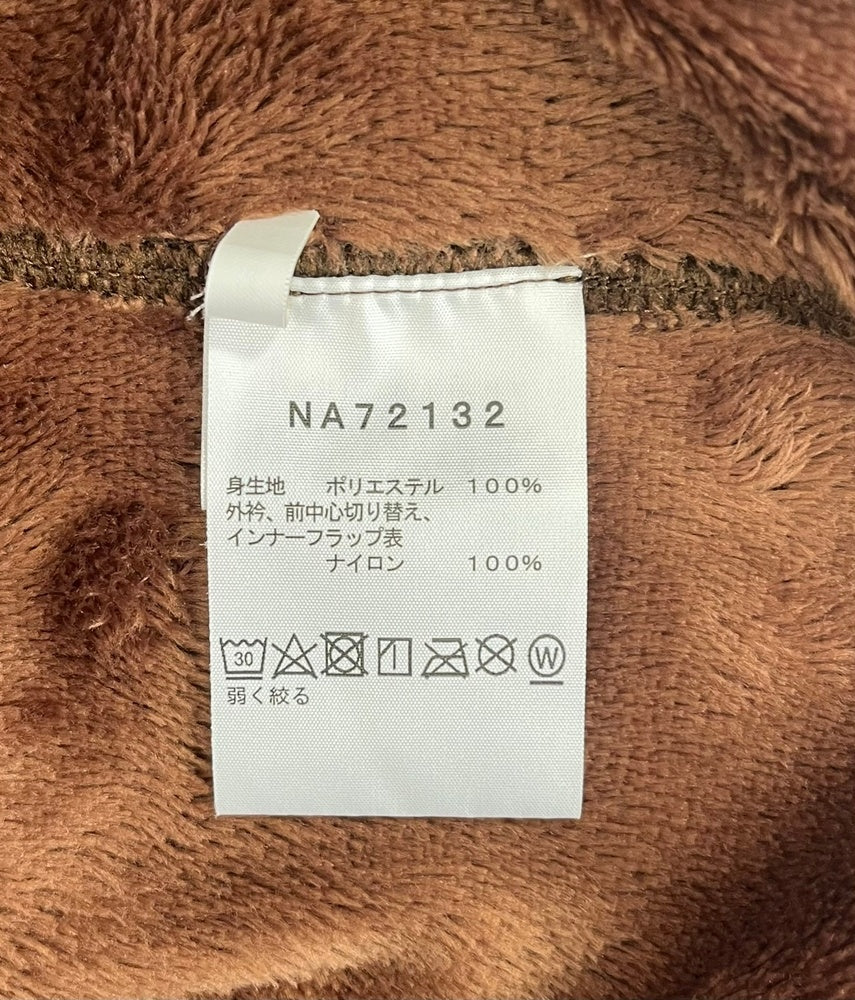 NA72132
身生地 ポリエステル 100%
外衿、前中心切り替え、
インナーフラップ表
ナイロン 100%
30 W
弱く絞る